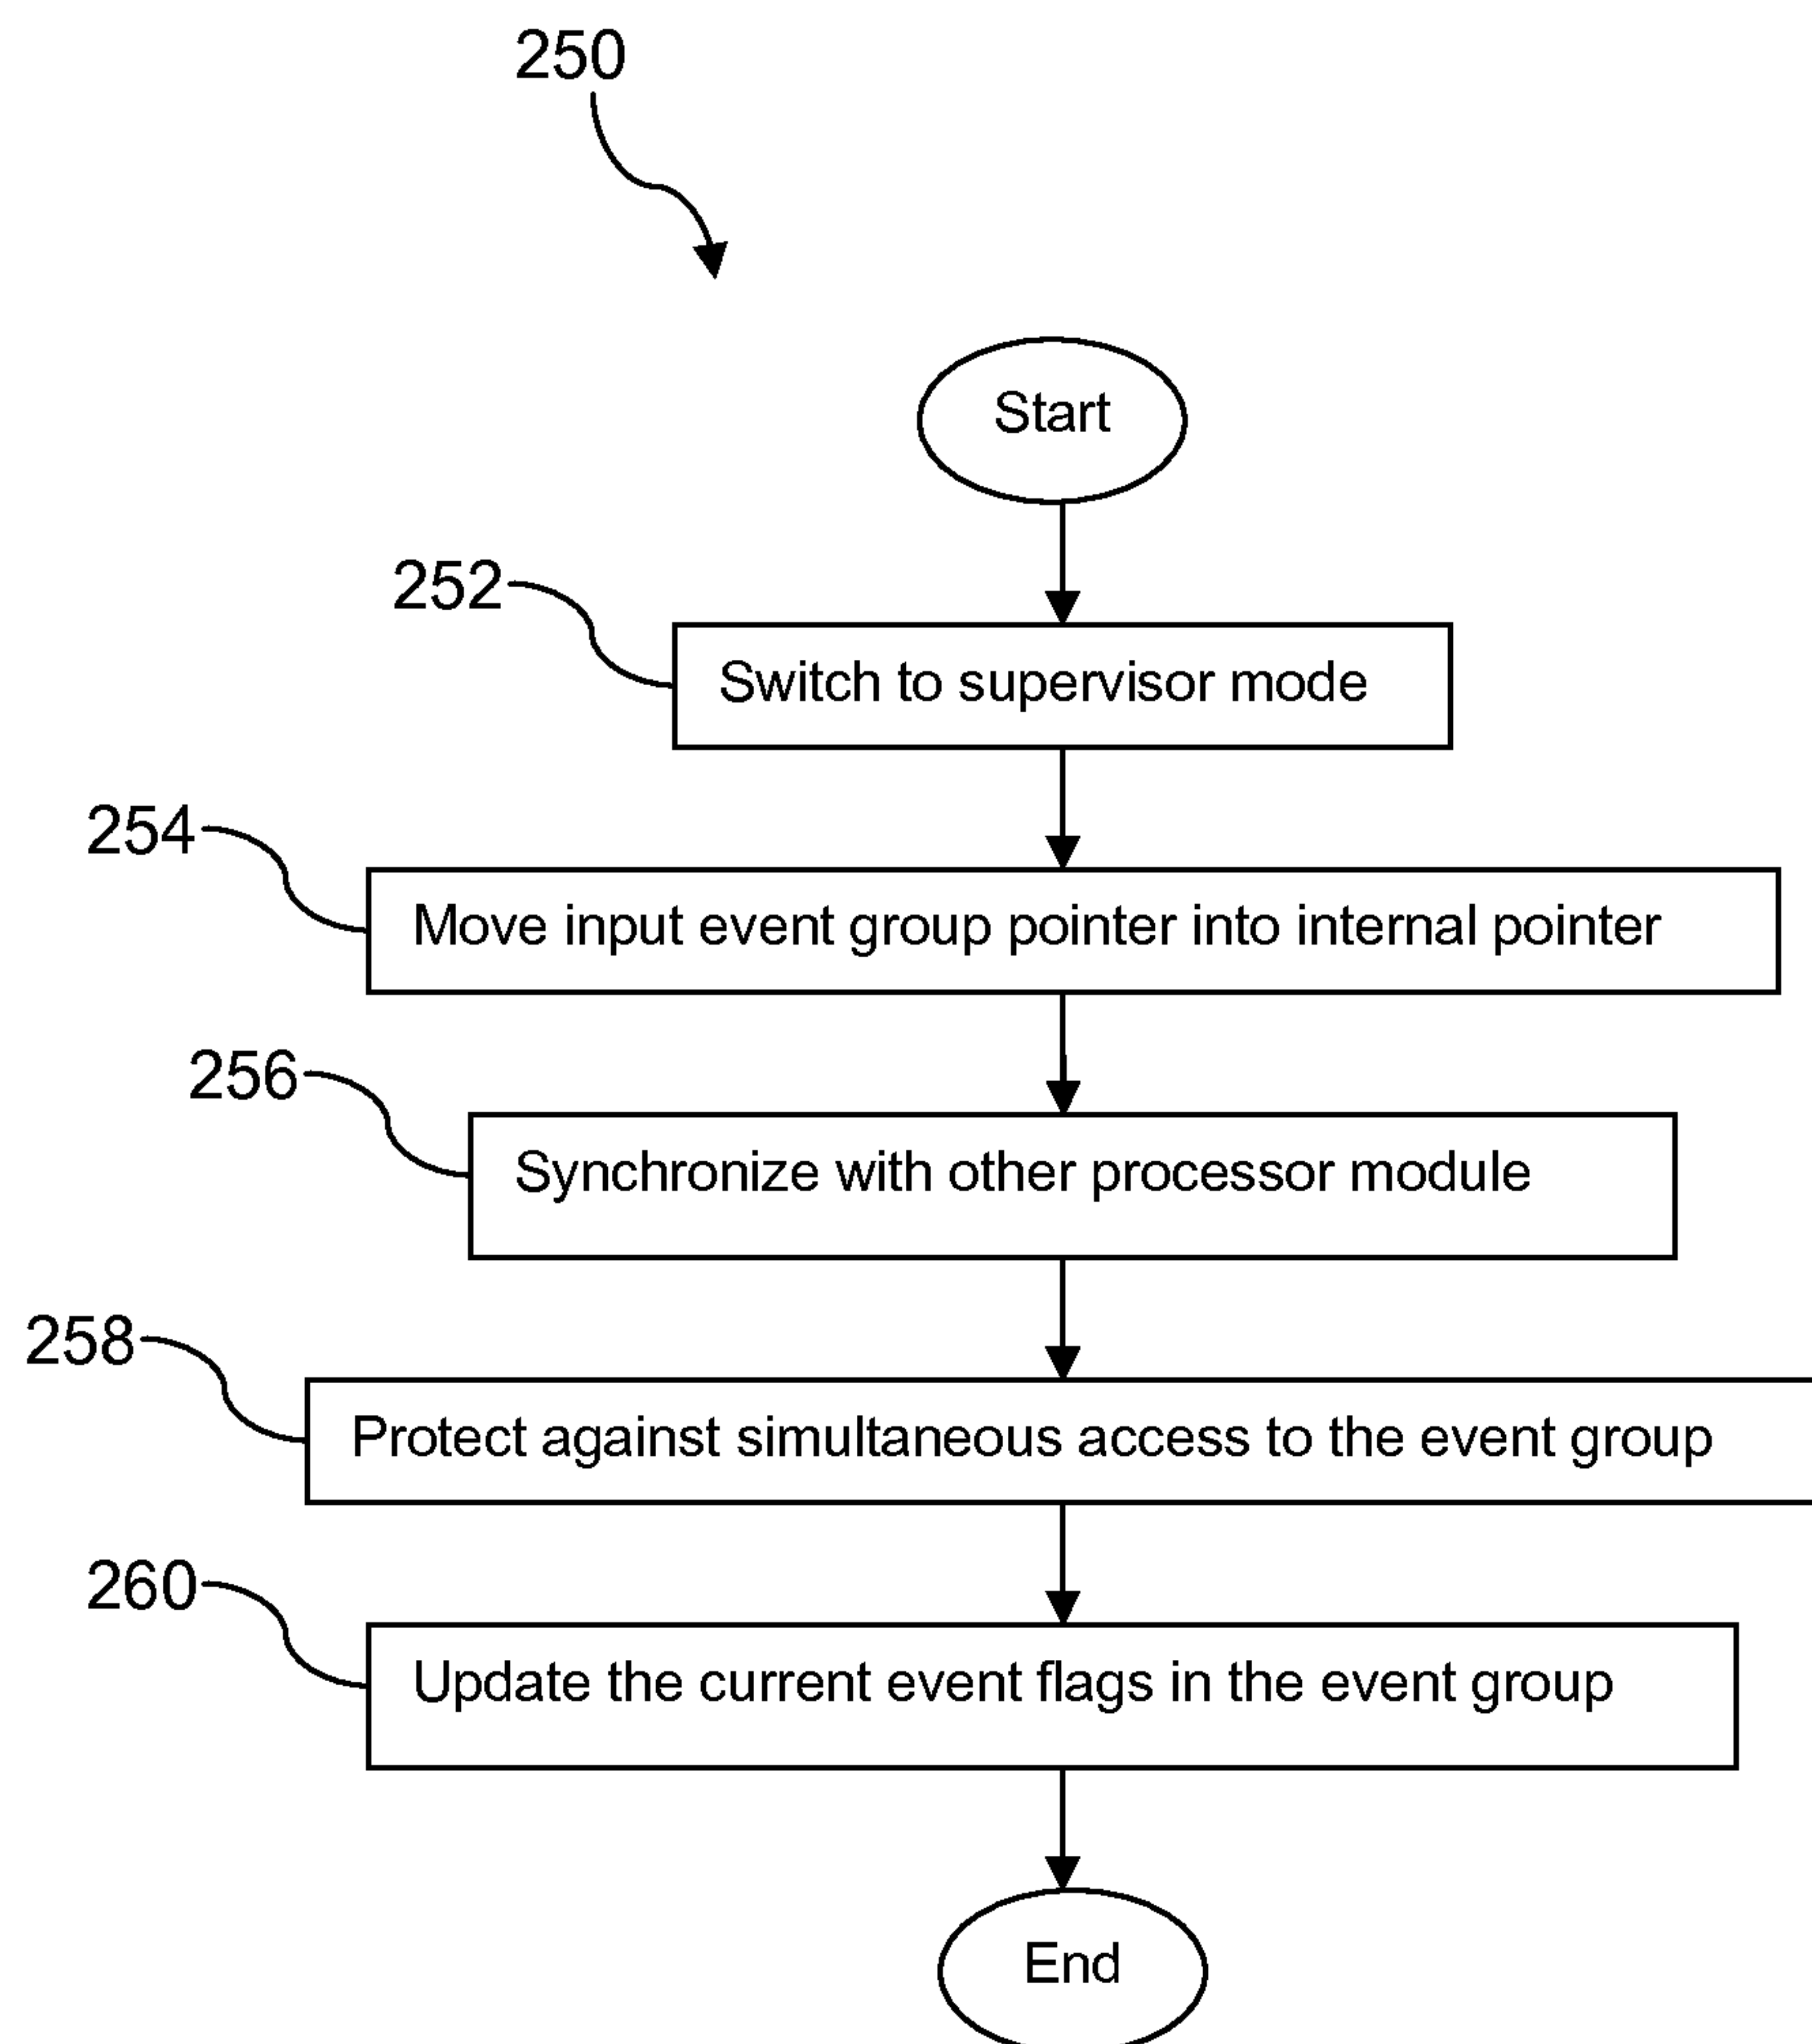 250
Start
252
Switch to supervisor mode
254
Move input event group pointer into internal pointer
256
Synchronize with other processor module
258
Protect against simultaneous access to the event group
260
Update the current event flags in the event group
End